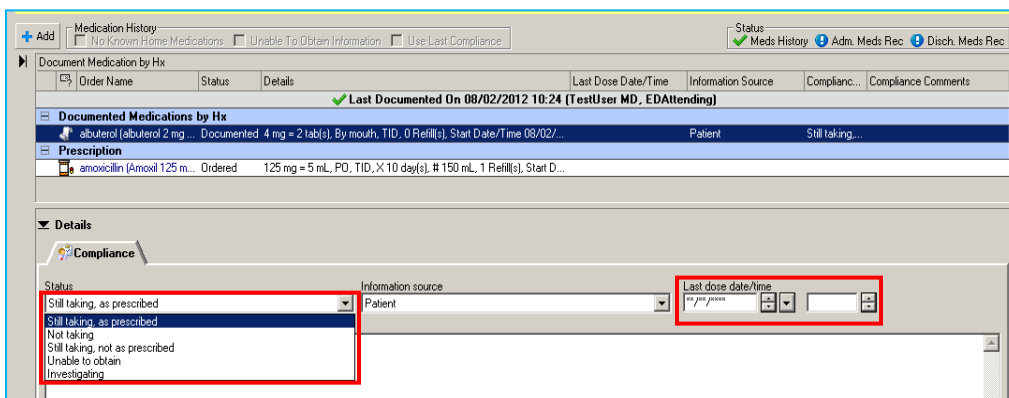 Add
Medication History
No Known Home Medications Unable To Obtain Information Use Last Compliance
Status
Meds History Adm. Meds Rec Disch. Meds Rec
Document Medication by Hx
Order Name Status Details Last Dose Date/Time Information Source Complianc... Compliance Comments
Last Documented On 08/02/2012 10:24 (TestUser MD, EDAttending)
Documented Medications by Hx
albuterol (albuterol 2 mg ... Documented 4 mg = 2 tab(s), By mouth, TID, 0 Refill(s), Start Date/Time 08/02/... Patient Still taking,...
Prescription
amoxicillin (Amoxil 125 m... Ordered 125 mg = 5 mL, PO, TID, X 10 day(s), # 150 mL, 1 Refill(s), Start D...
Details
Compliance
Status Information source Last dose date/time
Still taking, as prescribed Patient **/**/****
Still taking, as prescribed
Not taking
Still taking, not as prescribed
Unable to obtain
Investigating